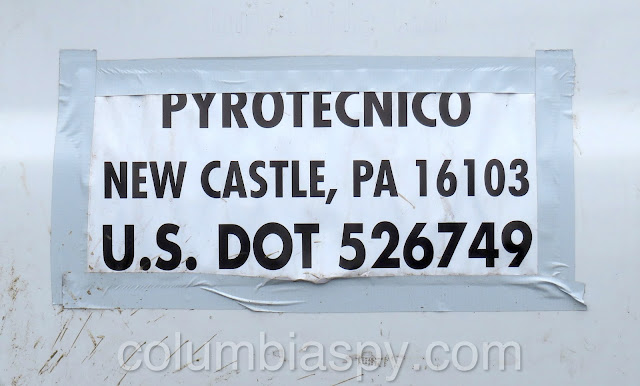 PYROTECNICO
NEW CASTLE, PA 16103
U.S. DOT 526749
columbiaspy.com